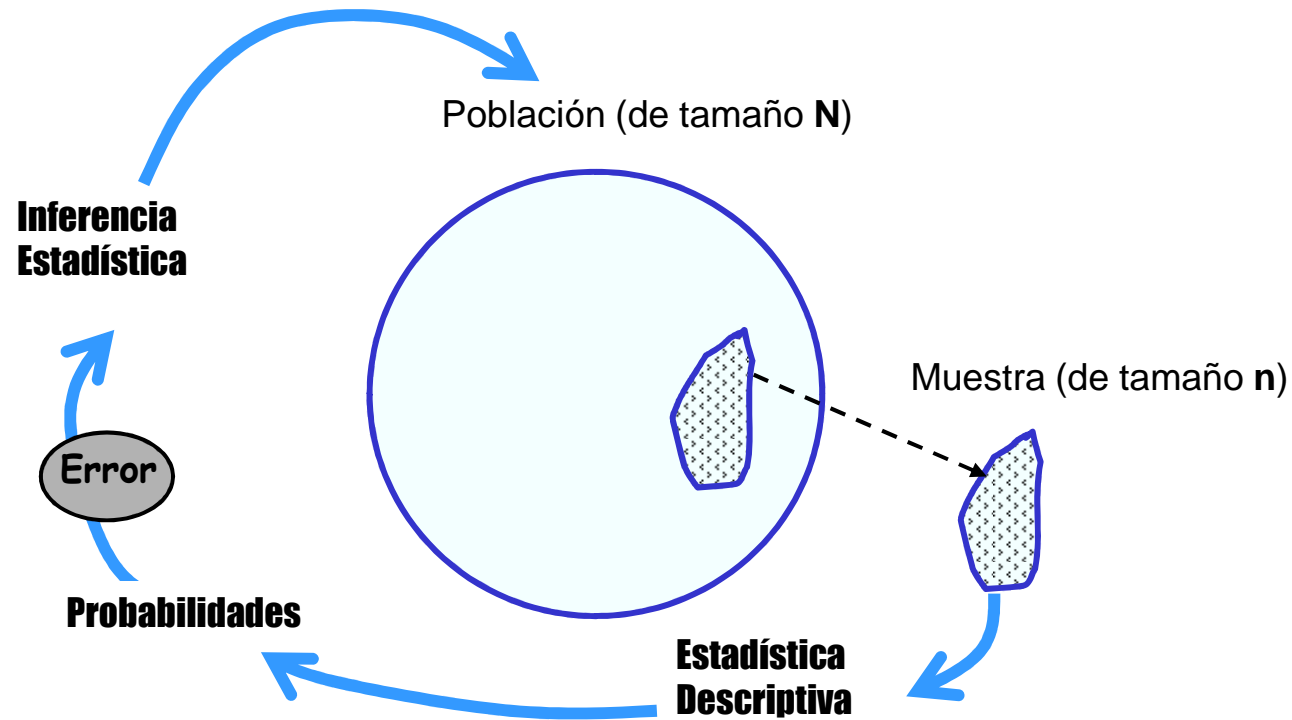 Población (de tamaño N)
Inferencia
Estadística
Muestra (de tamaño n)
Error
Probabilidades
Estadística
Descriptiva